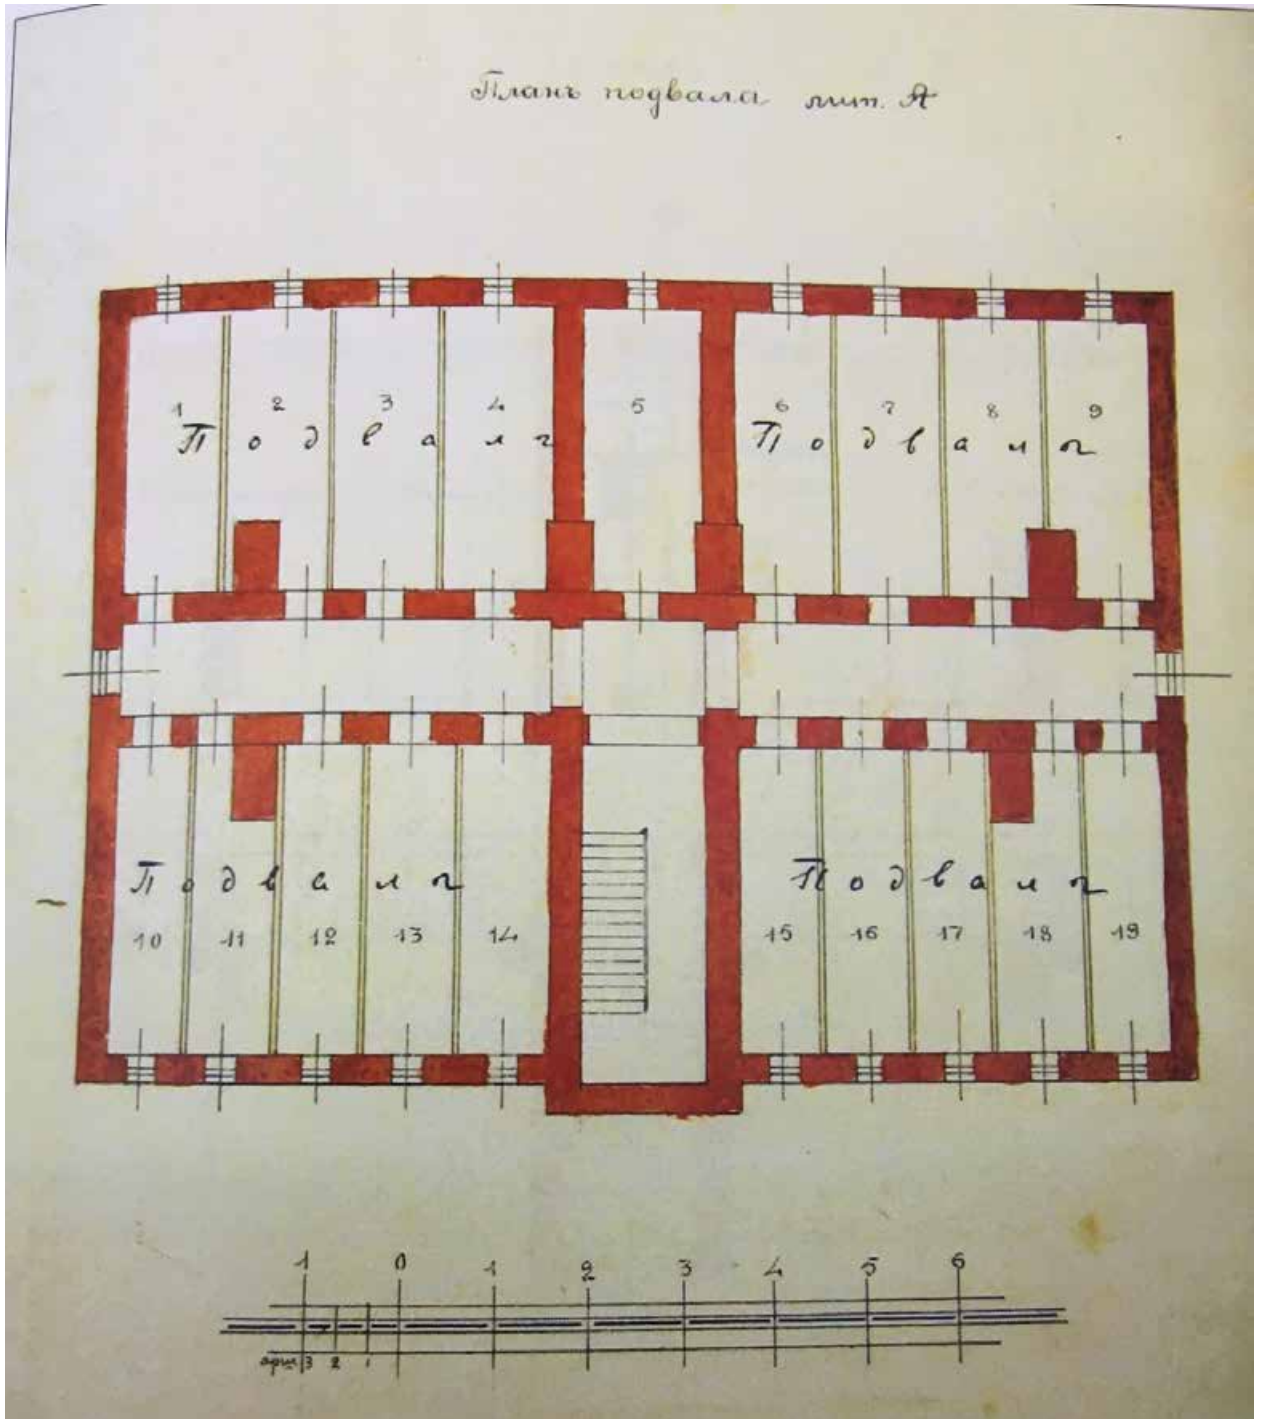 Планъ подвала лит. А
1 2 3 4 5 6 7 8 9
Подвалъ Подвалъ
Подвалъ Подвалъ
10 11 12 13 14 15 16 17 18 19
1 0 1 2 3 4 5 6
арш 3 2 1